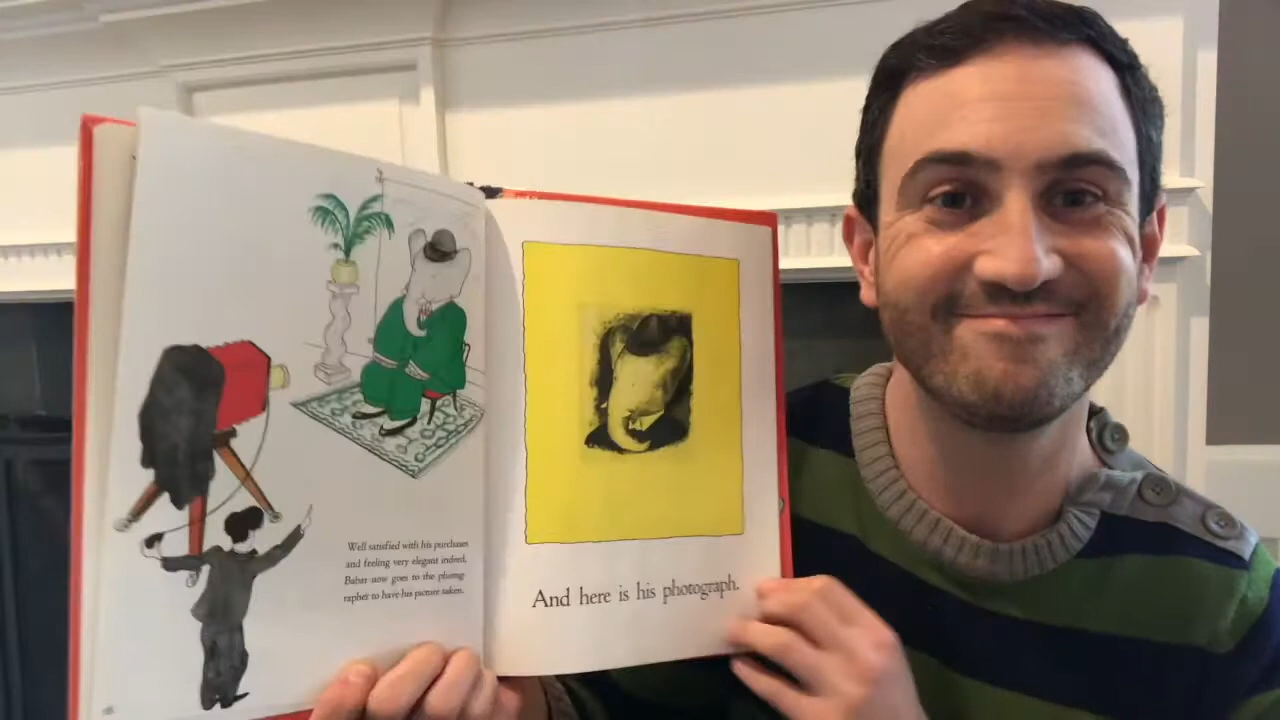 Well satisfied with his purchases
and feeling very elegant indeed,
Babar now goes to the photog-
rapher to have his picture taken.
And here is his photograph.